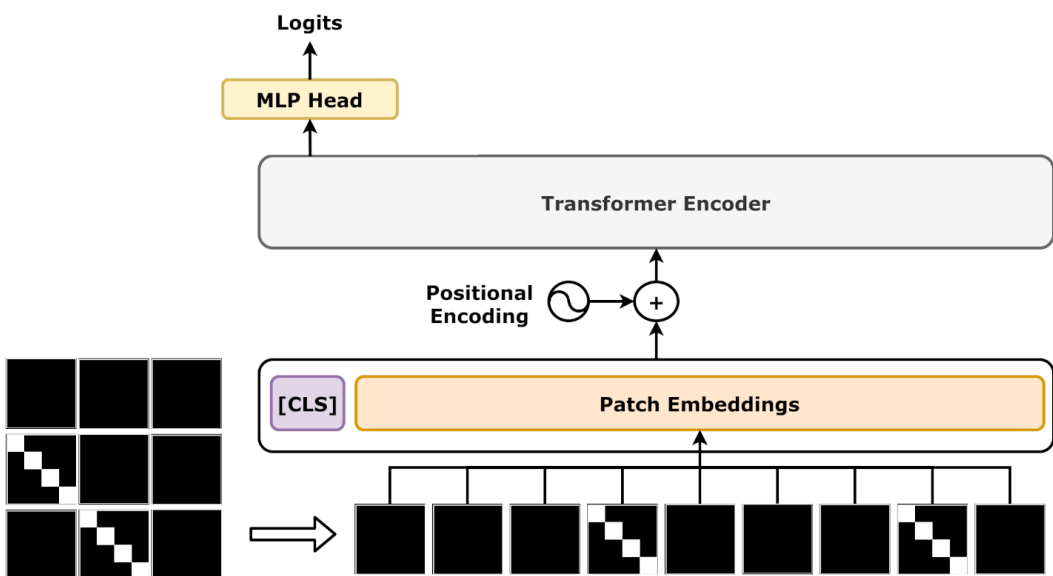 Logits
MLP Head
Transformer Encoder
Positional
Encoding
+
[CLS]
Patch Embeddings